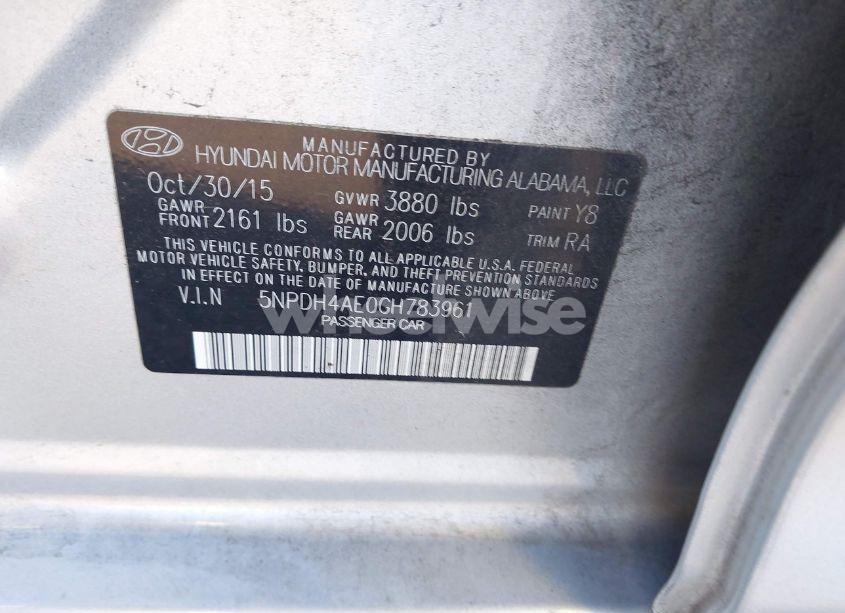 MANUFACTURED BY
HYUNDAI MOTOR MANUFACTURING ALABAMA, LLC
Oct/30/15 GVWR 3880 lbs PAINT Y8
GAWR FRONT 2161 lbs GAWR REAR 2006 lbs TRIM RA
THIS VEHICLE CONFORMS TO ALL APPLICABLE U.S.A. FEDERAL
MOTOR VEHICLE SAFETY, BUMPER, AND THEFT PREVENTION STANDARDS
IN EFFECT ON THE DATE OF MANUFACTURE SHOWN ABOVE
V.I.N 5NPDH4AE0GH783961
PASSENGER CAR
wheelwise